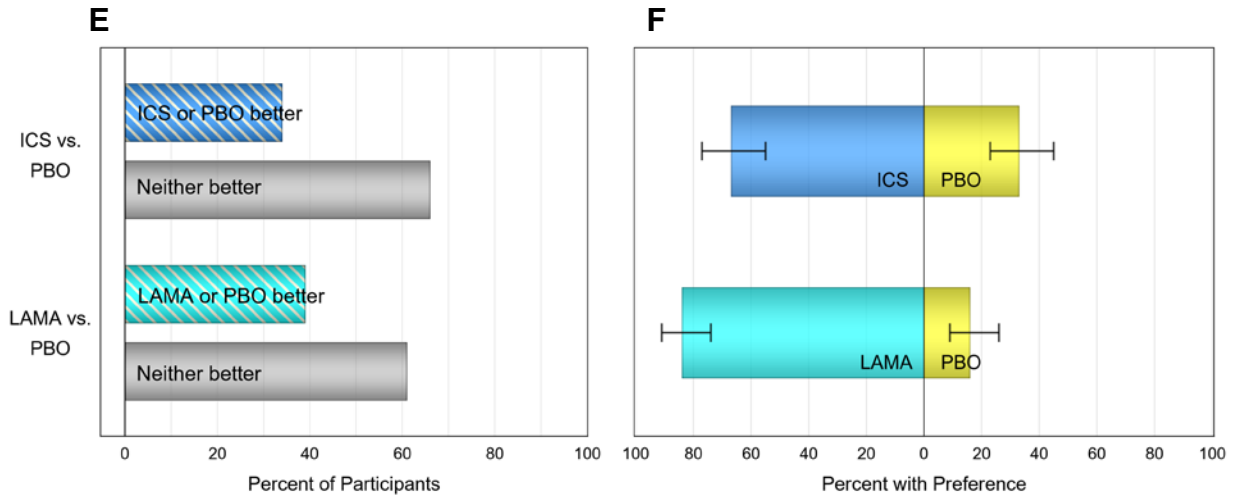 E
ICS vs.
PBO
ICS or PBO better
Neither better
LAMA vs.
PBO
LAMA or PBO better
Neither better
0 20 40 60 80 100
Percent of Participants
F
ICS PBO
LAMA PBO
100 80 60 40 20 0 20 40 60 80 100
Percent with Preference